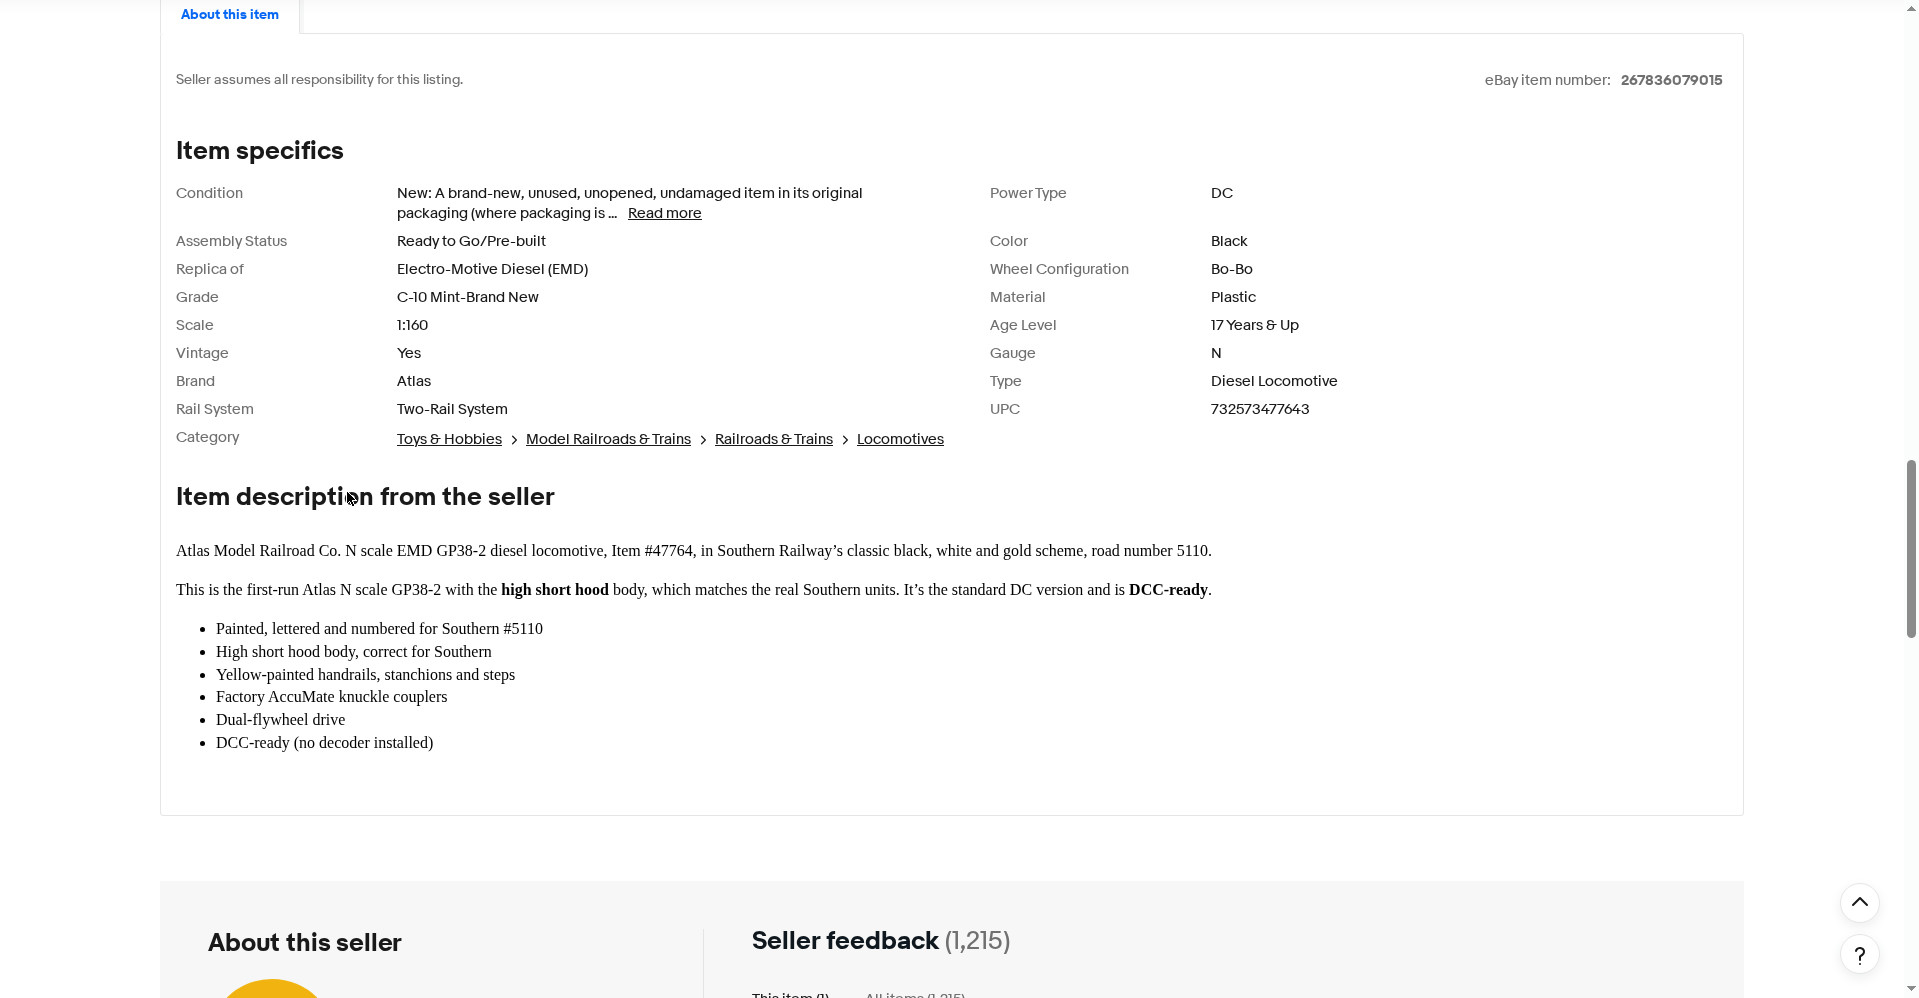 About this item
Seller assumes all responsibility for this listing.
eBay item number: 267836079015
Item specifics
Condition
New: A brand-new, unused, unopened, undamaged item in its original
packaging (where packaging is ... Read more
Power Type
DC
Assembly Status
Ready to Go/Pre-built
Color
Black
Replica of
Electro-Motive Diesel (EMD)
Wheel Configuration
Bo-Bo
Grade
C-10 Mint-Brand New
Material
Plastic
Scale
1:160
Age Level
17 Years & Up
Vintage
Yes
Gauge
N
Brand
Atlas
Type
Diesel Locomotive
Rail System
Two-Rail System
UPC
732573477643
Category
Toys & Hobbies > Model Railroads & Trains > Railroads & Trains > Locomotives
Item description from the seller
Atlas Model Railroad Co. N scale EMD GP38-2 diesel locomotive, Item #47764, in Southern Railway’s classic black, white and gold scheme, road number 5110.
This is the first-run Atlas N scale GP38-2 with the high short hood body, which matches the real Southern units. It’s the standard DC version and is DCC-ready.
• Painted, lettered and numbered for Southern #5110
• High short hood body, correct for Southern
• Yellow-painted handrails, stanchions and steps
• Factory AccuMate knuckle couplers
• Dual-flywheel drive
• DCC-ready (no decoder installed)
About this seller
Seller feedback (1,215)
This item (1)
All items (1,215)
?